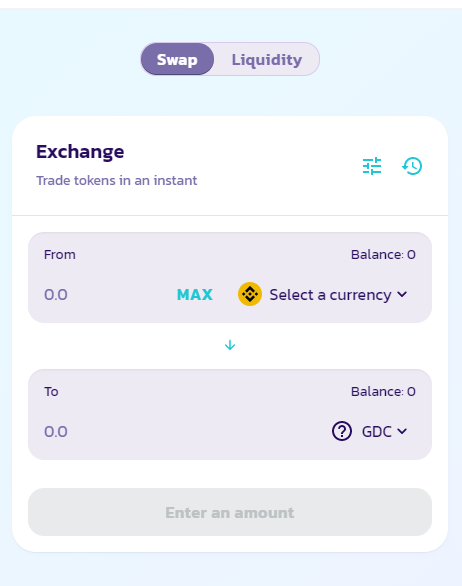 Swap Liquidity
Exchange
Trade tokens in an instant
From Balance: 0
0.0 MAX Select a currency
To Balance: 0
0.0 ? GDC
Enter an amount